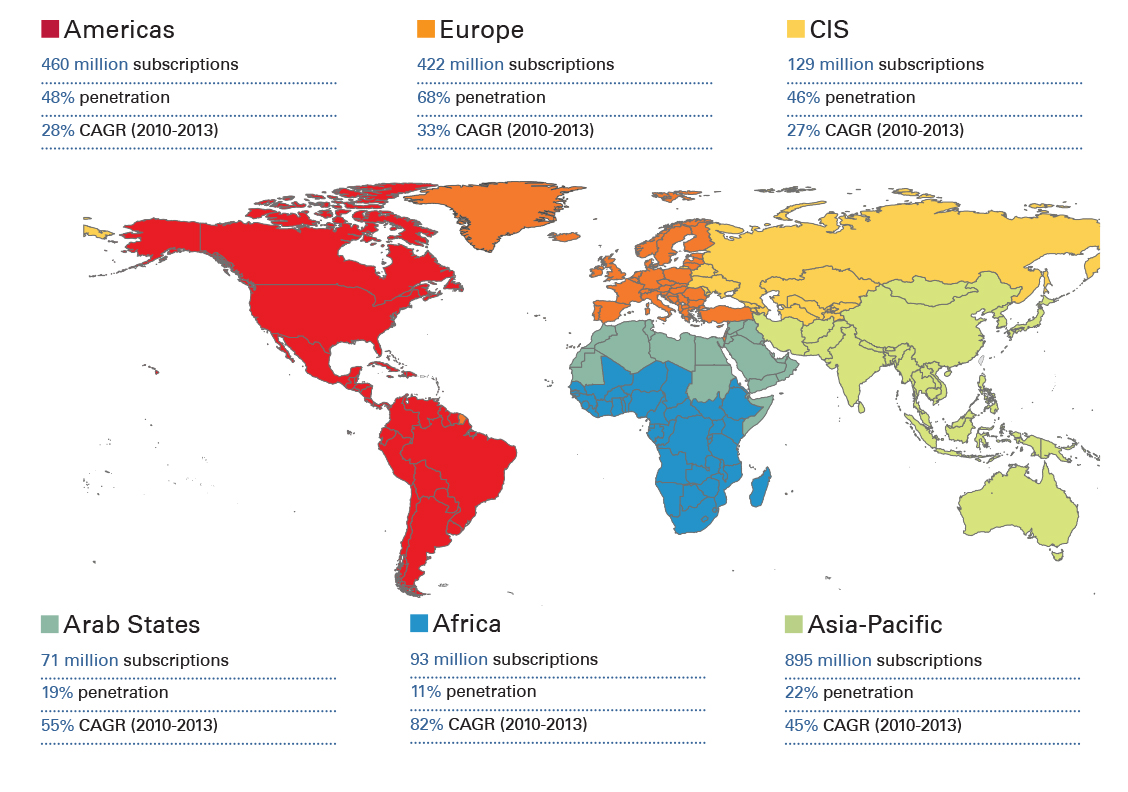 Americas
460 million subscriptions
48% penetration
28% CAGR (2010-2013)
Europe
422 million subscriptions
68% penetration
33% CAGR (2010-2013)
CIS
129 million subscriptions
46% penetration
27% CAGR (2010-2013)
Arab States
71 million subscriptions
19% penetration
55% CAGR (2010-2013)
Africa
93 million subscriptions
11% penetration
82% CAGR (2010-2013)
Asia-Pacific
895 million subscriptions
22% penetration
45% CAGR (2010-2013)